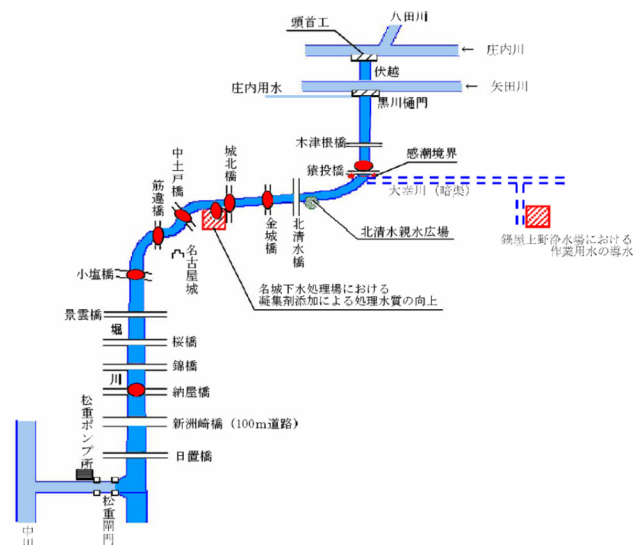 八田川
頭首工
← 庄内川
伏越
庄内用水
← 矢田川
黒川樋門
木津根橋
感潮境界
猿投橋
大幸川（暗渠）
城北橋
中土戸橋
筋違橋
金城橋
北清水橋
北清水親水広場
鍋屋上野浄水場における
作業用水の導水
名古屋城
小塩橋
名城下水処理場における
凝集剤添加による処理水質の向上
景雲橋
堀川
桜橋
錦橋
納屋橋
松重ポンプ所
新洲崎橋（100m道路）
日置橋
松重閘門
中川